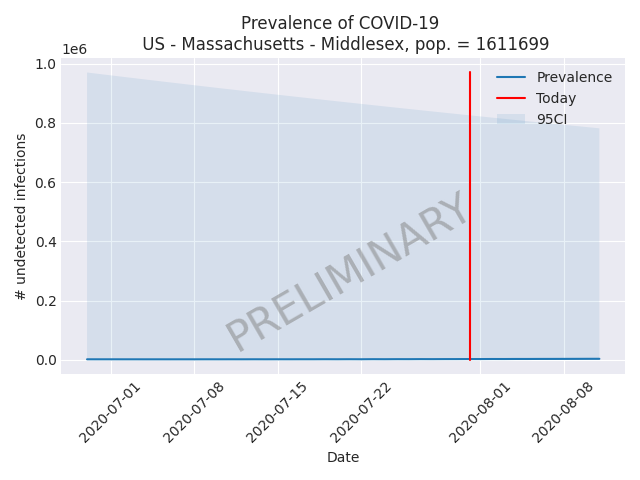 Prevalence of COVID-19
US - Massachusetts - Middlesex, pop. = 1611699
1e6
1.0
0.8
0.6
0.4
0.2
0.0
# undetected infections
Prevalence
Today
95CI
PRELIMINARY
2020-07-01
2020-07-08
2020-07-15
2020-07-22
2020-08-01
2020-08-08
Date